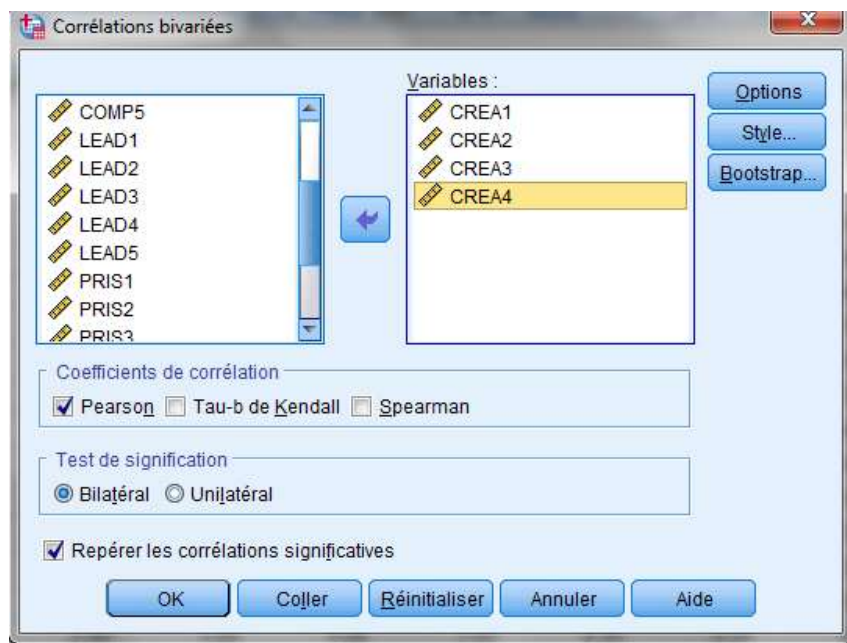 Corrélations bivariées
Variables :
COMP5
LEAD1
LEAD2
LEAD3
LEAD4
LEAD5
PRIS1
PRIS2
PRIS3
CREA1
CREA2
CREA3
CREA4
Options
Style...
Bootstrap...
Coefficients de corrélation
Pearson Tau-b de Kendall Spearman
Test de signification
Bilatéral Unilatéral
Repérer les corrélations significatives
OK Coller Réinitialiser Annuler Aide